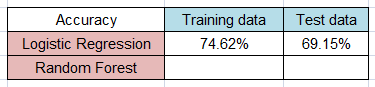 Accuracy Training data Test data
Logistic Regression 74.62% 69.15%
Random Forest